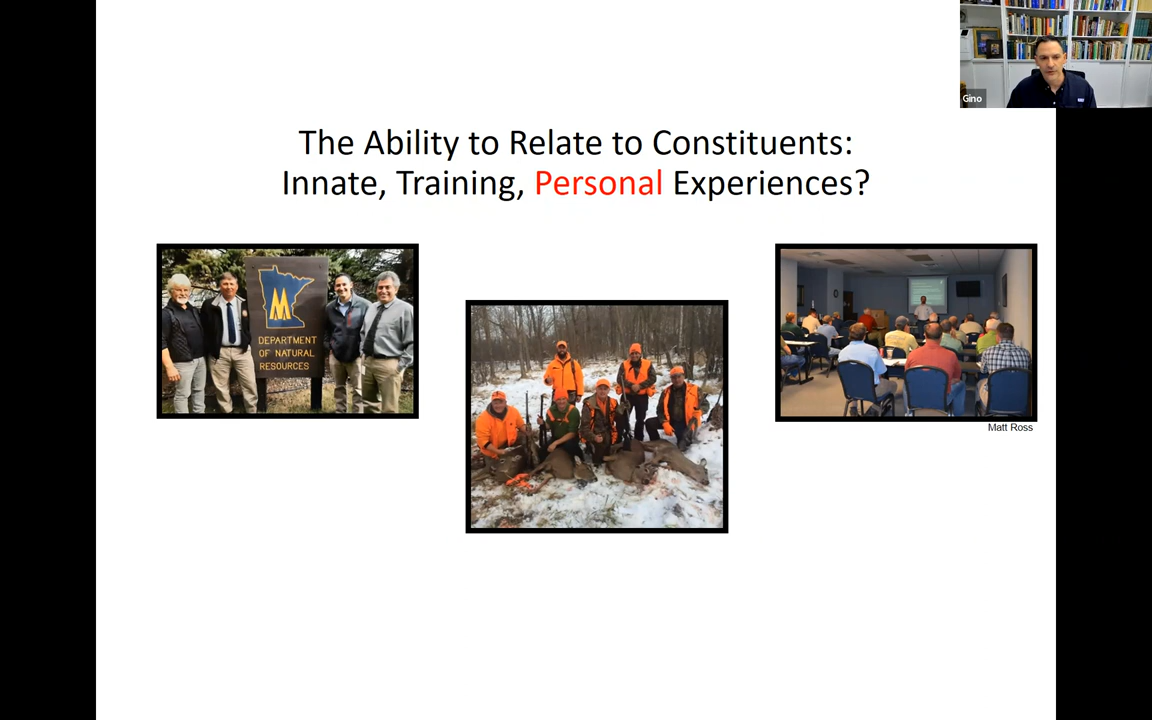 Gino
The Ability to Relate to Constituents:
Innate, Training, Personal Experiences?
DEPARTMENT
OF NATURAL
RESOURCES
Matt Ross